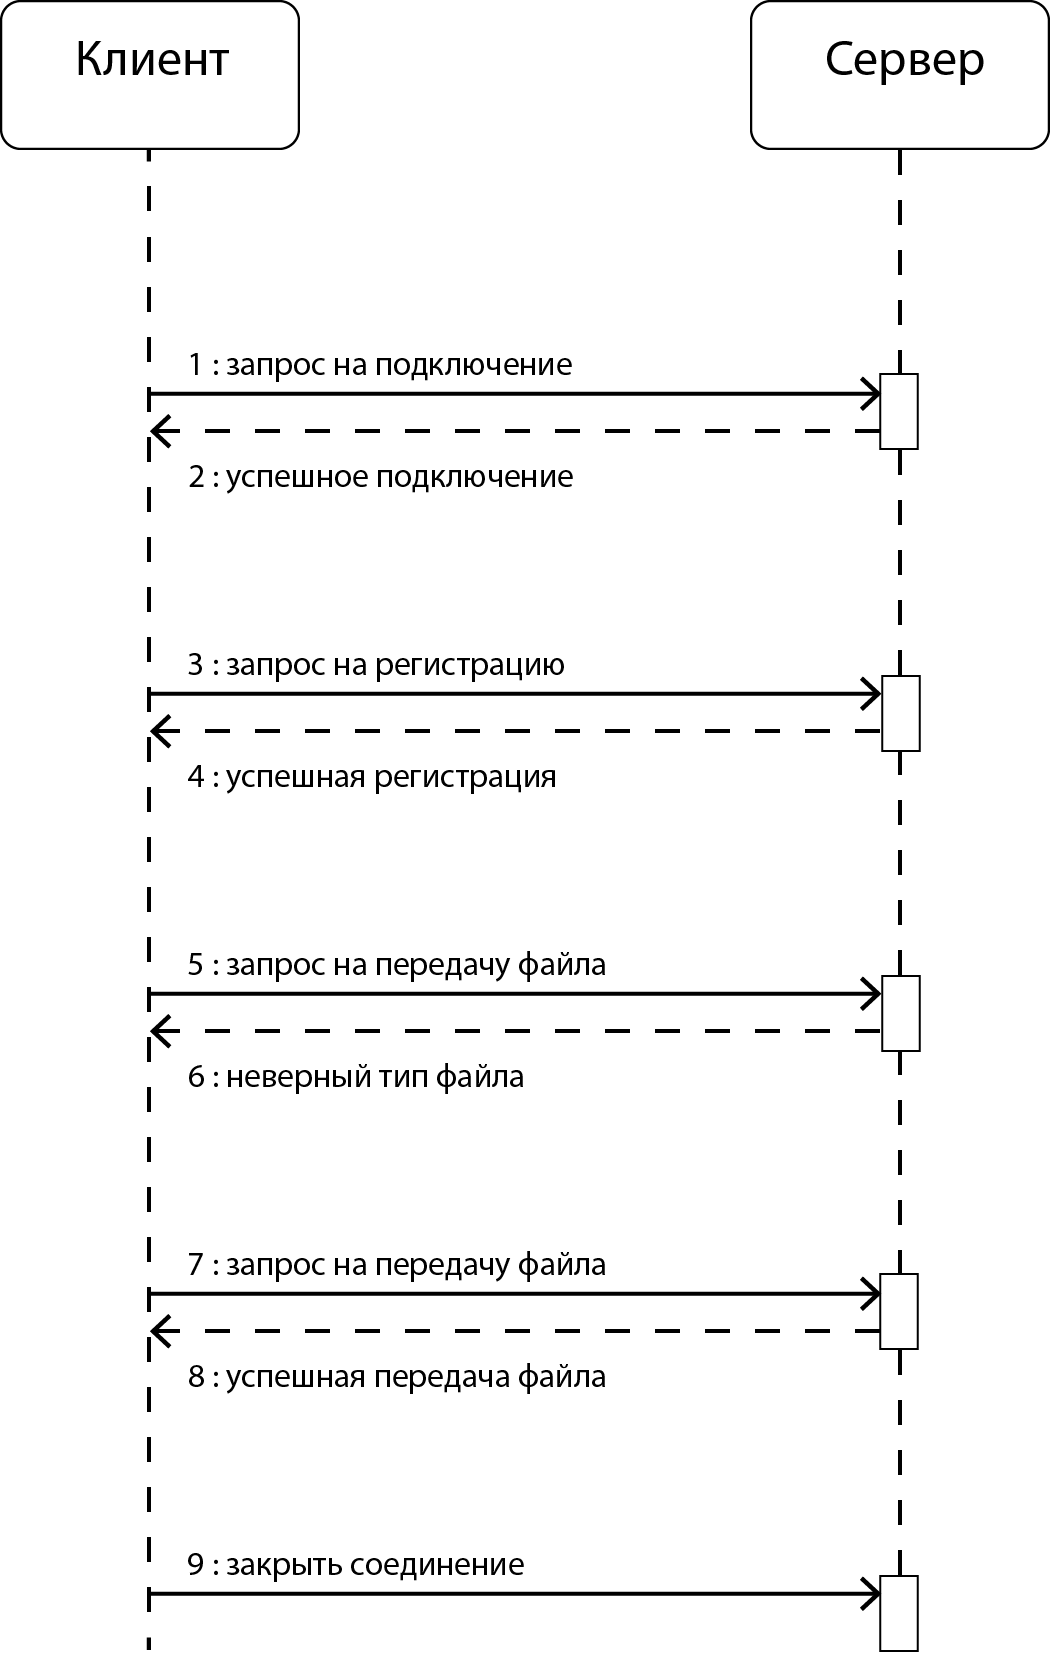 Клиент
Сервер
1 : запрос на подключение
2 : успешное подключение
3 : запрос на регистрацию
4 : успешная регистрация
5 : запрос на передачу файла
6 : неверный тип файла
7 : запрос на передачу файла
8 : успешная передача файла
9 : закрыть соединение